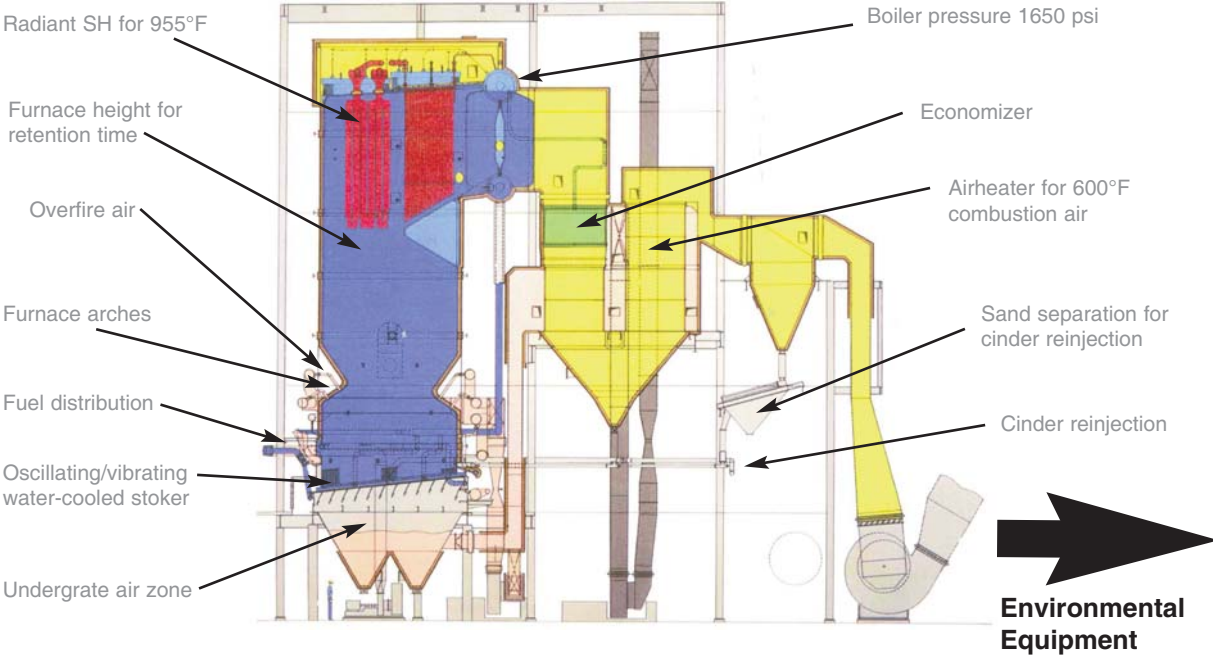 Radiant SH for 955°F
Furnace height for
retention time
Overfire air
Furnace arches
Fuel distribution
Oscillating/vibrating
water-cooled stoker
Undergrate air zone
Boiler pressure 1650 psi
Economizer
Airheater for 600°F
combustion air
Sand separation for
cinder reinjection
Cinder reinjection
Environmental
Equipment